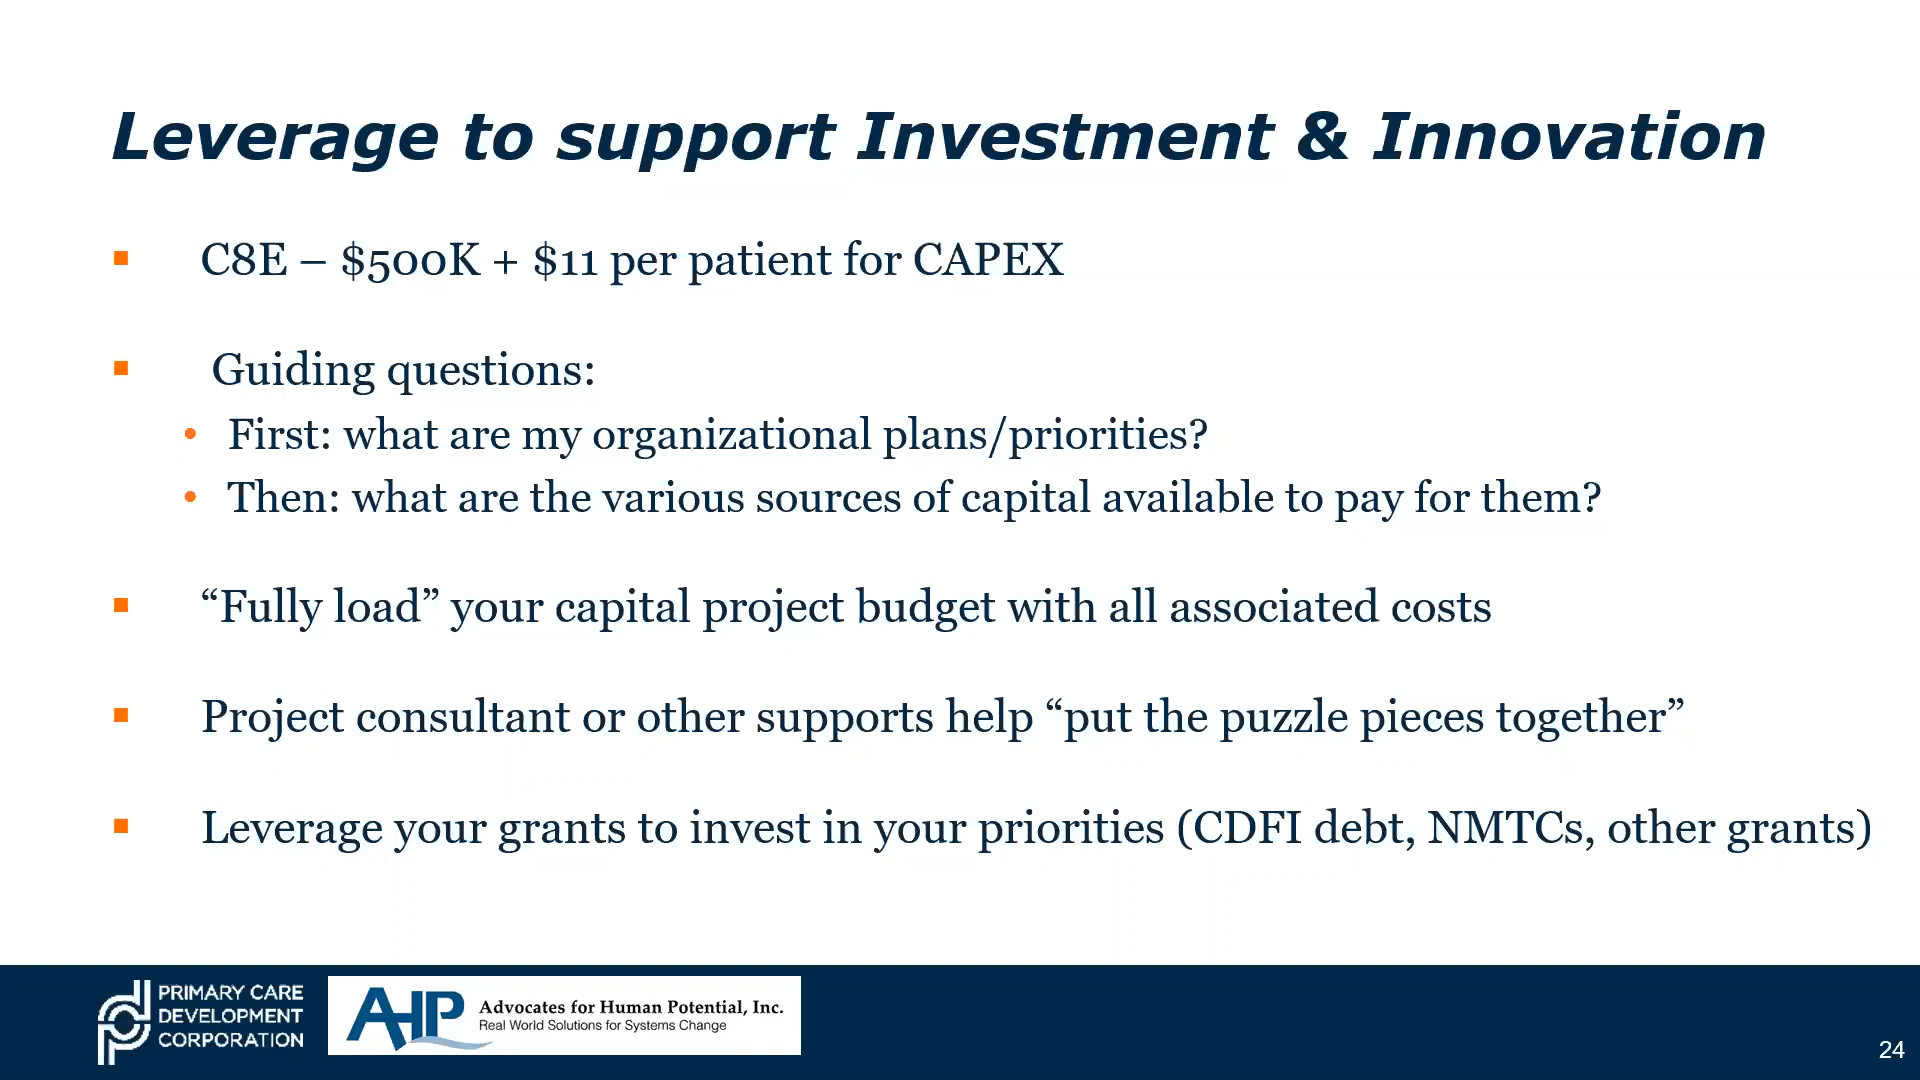 Leverage to support Investment & Innovation
C8E – $500K + $11 per patient for CAPEX
Guiding questions:
First: what are my organizational plans/priorities?
Then: what are the various sources of capital available to pay for them?
“Fully load” your capital project budget with all associated costs
Project consultant or other supports help “put the puzzle pieces together”
Leverage your grants to invest in your priorities (CDFI debt, NMTCs, other grants)
PRIMARY CARE
DEVELOPMENT
CORPORATION
AHP
Advocates for Human Potential, Inc.
Real World Solutions for Systems Change
24